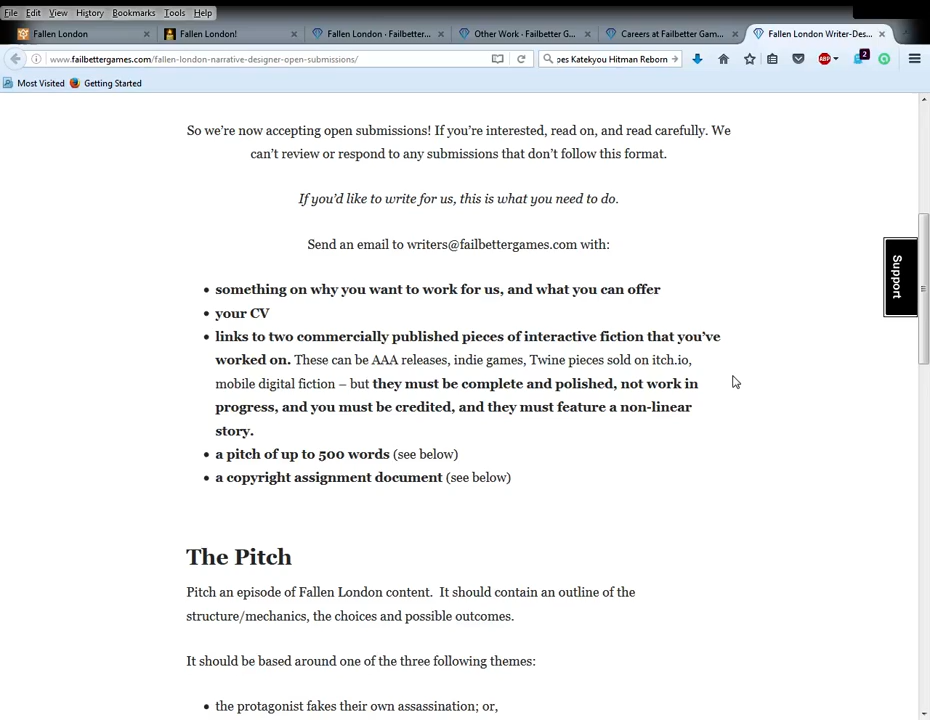 File Edit View History Bookmarks Tools Help
Fallen London
Fallen London!
Fallen London · Failbetter...
Other Work - Failbetter G...
Careers at Failbetter Gam...
Fallen London Writer-Des...
www.failbettergames.com/fallen-london-narrative-designer-open-submissions/
pes Katekyou Hitman Reborn
ABP
2
Most Visited
Getting Started
So we're now accepting open submissions! If you're interested, read on, and read carefully. We
can't review or respond to any submissions that don't follow this format.
If you'd like to write for us, this is what you need to do.
Send an email to writers@failbettergames.com with:
• something on why you want to work for us, and what you can offer
• your CV
• links to two commercially published pieces of interactive fiction that you've
worked on. These can be AAA releases, indie games, Twine pieces sold on itch.io,
mobile digital fiction – but they must be complete and polished, not work in
progress, and you must be credited, and they must feature a non-linear
story.
• a pitch of up to 500 words (see below)
• a copyright assignment document (see below)
Support
The Pitch
Pitch an episode of Fallen London content.  It should contain an outline of the
structure/mechanics, the choices and possible outcomes.
It should be based around one of the three following themes:
• the protagonist fakes their own assassination; or,